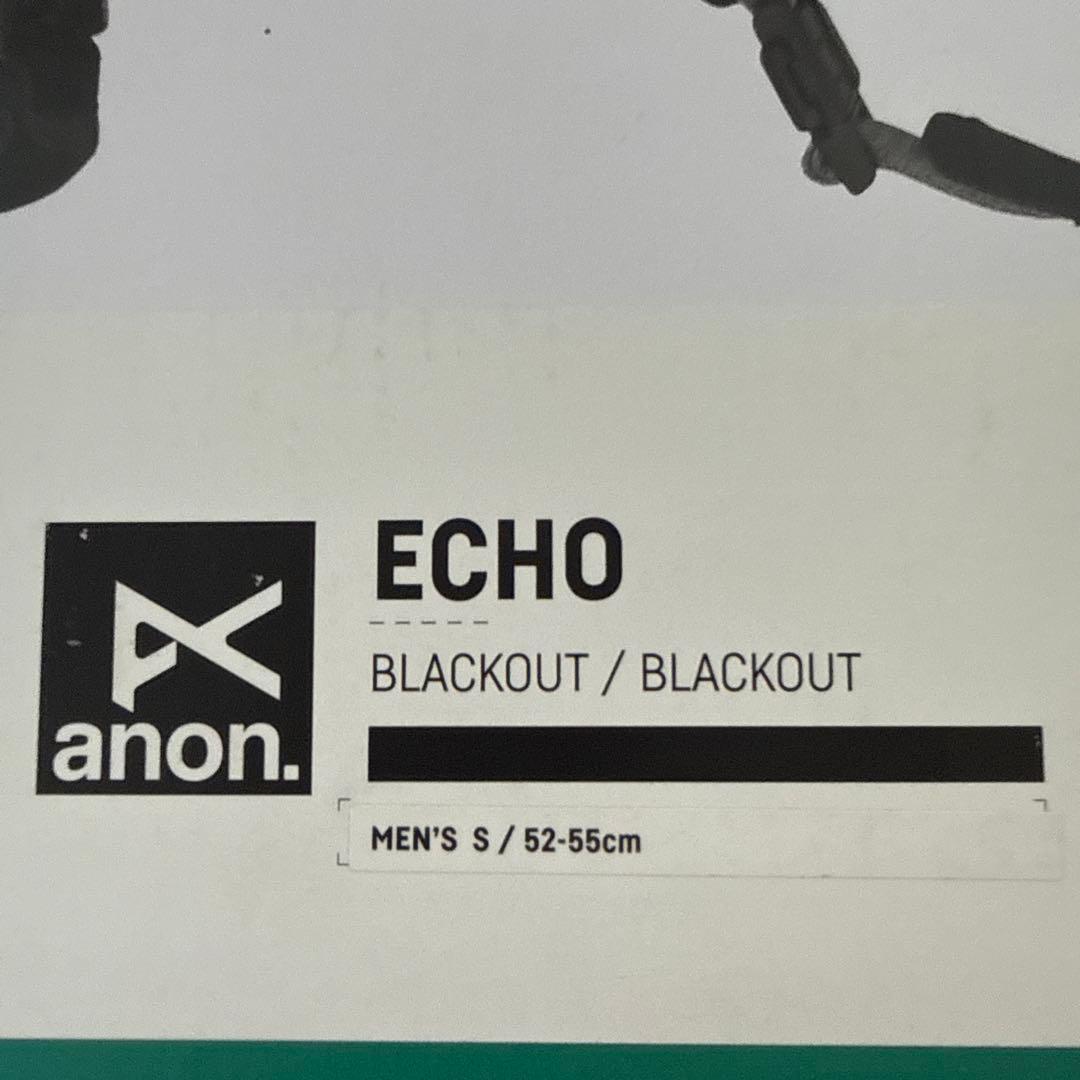 ECHO
BLACKOUT / BLACKOUT
anon.
MEN'S S / 52-55cm